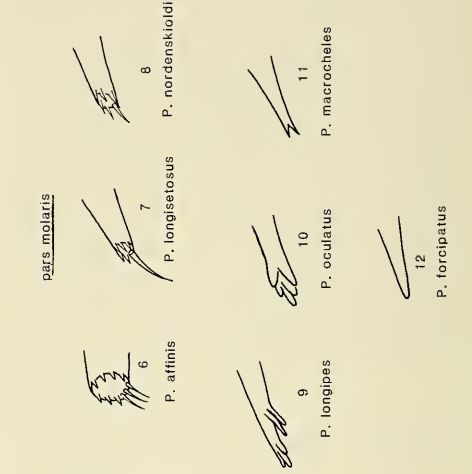 pars molaris
6
P. affinis
7
P. longisetosus
8
P. nordenskioldi
9
P. longipes
10
P. oculatus
11
P. macrocheles
12
P. forcipatus